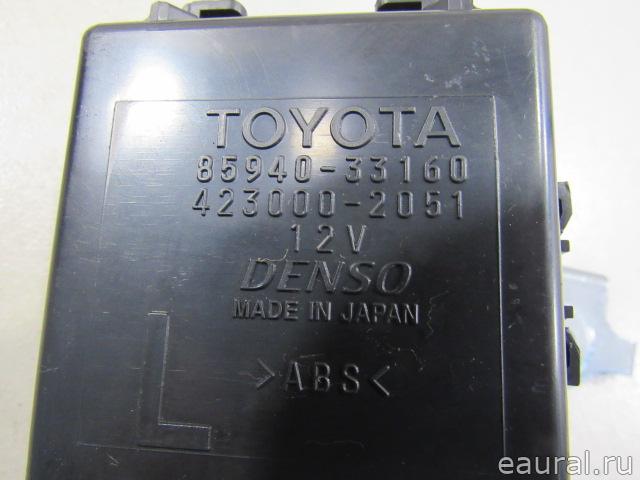 TOYOTA
85940-33160
423000-2051
12V
DENSO
MADE IN JAPAN
>ABS<
L
eaural.ru